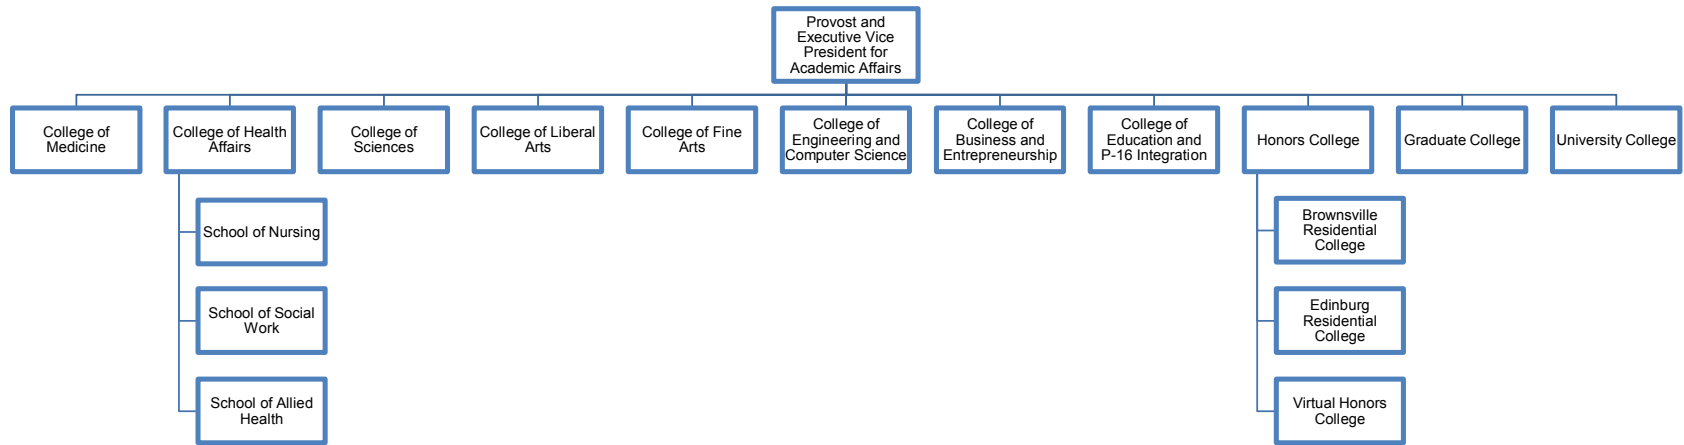 Provost and
Executive Vice
President for
Academic Affairs
College of
Medicine
College of Health
Affairs
College of
Sciences
College of Liberal
Arts
College of Fine
Arts
College of
Engineering and
Computer Science
College of
Business and
Entrepreneurship
College of
Education and
P-16 Integration
Honors College
Graduate College
University College
School of Nursing
School of Social
Work
School of Allied
Health
Brownsville
Residential
College
Edinburg
Residential
College
Virtual Honors
College